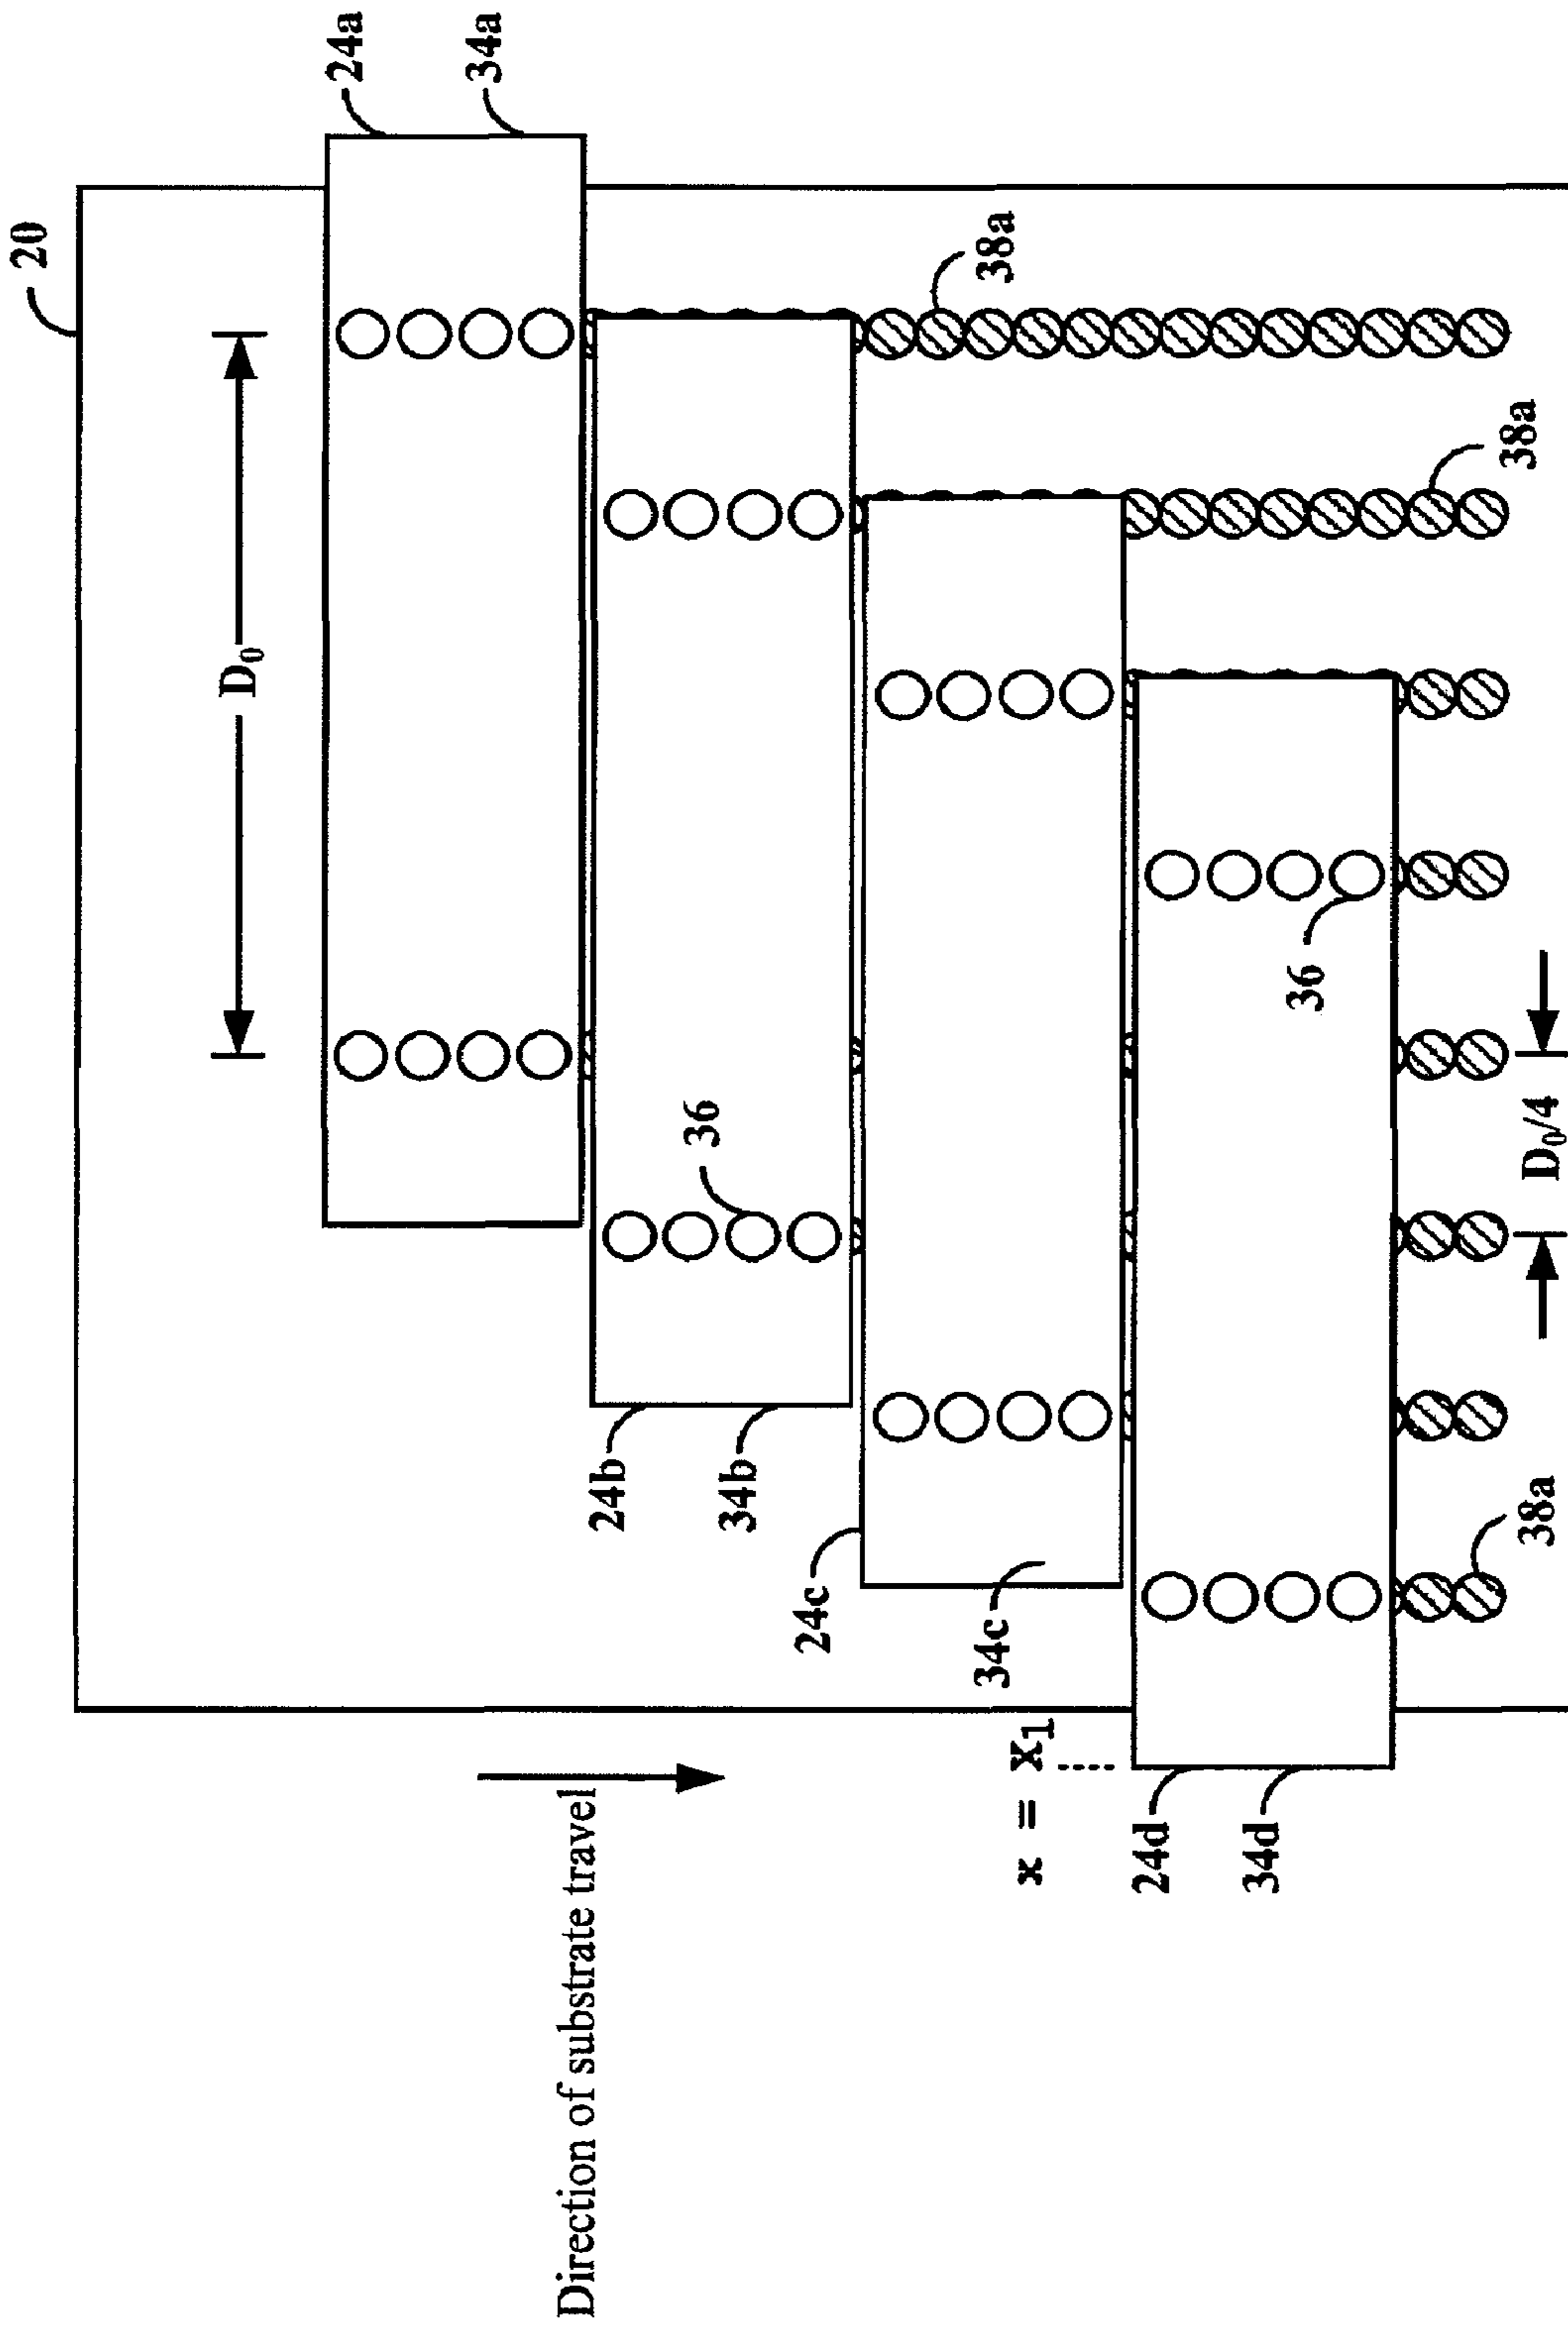 20
24a
34a
D₀
38a
38a
36
36
24b
34b
24c
34c
x = X₁
24d
34d
38a
D₀/4
Direction of substrate travel